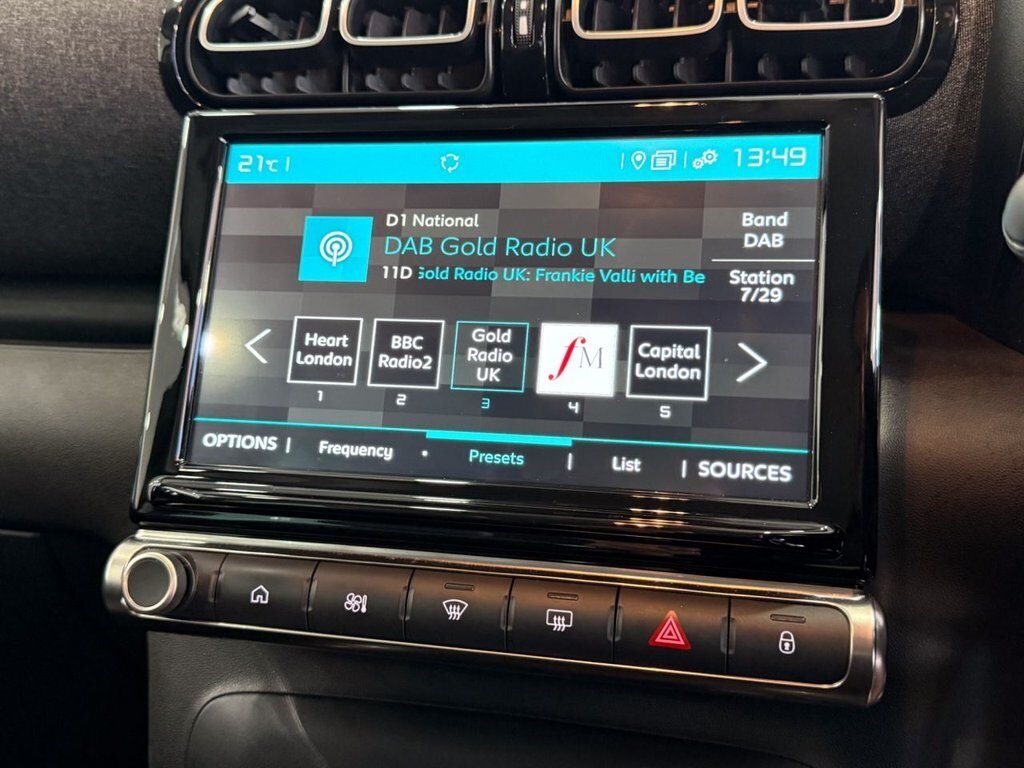 21℃
13:49
D1 National
DAB Gold Radio UK
11D Gold Radio UK: Frankie Valli with Be
Band
DAB
Station
7/29
Heart
London
1
BBC
Radio2
2
Gold
Radio
UK
3
fM
4
Capital
London
5
OPTIONS
Frequency
Presets
List
SOURCES